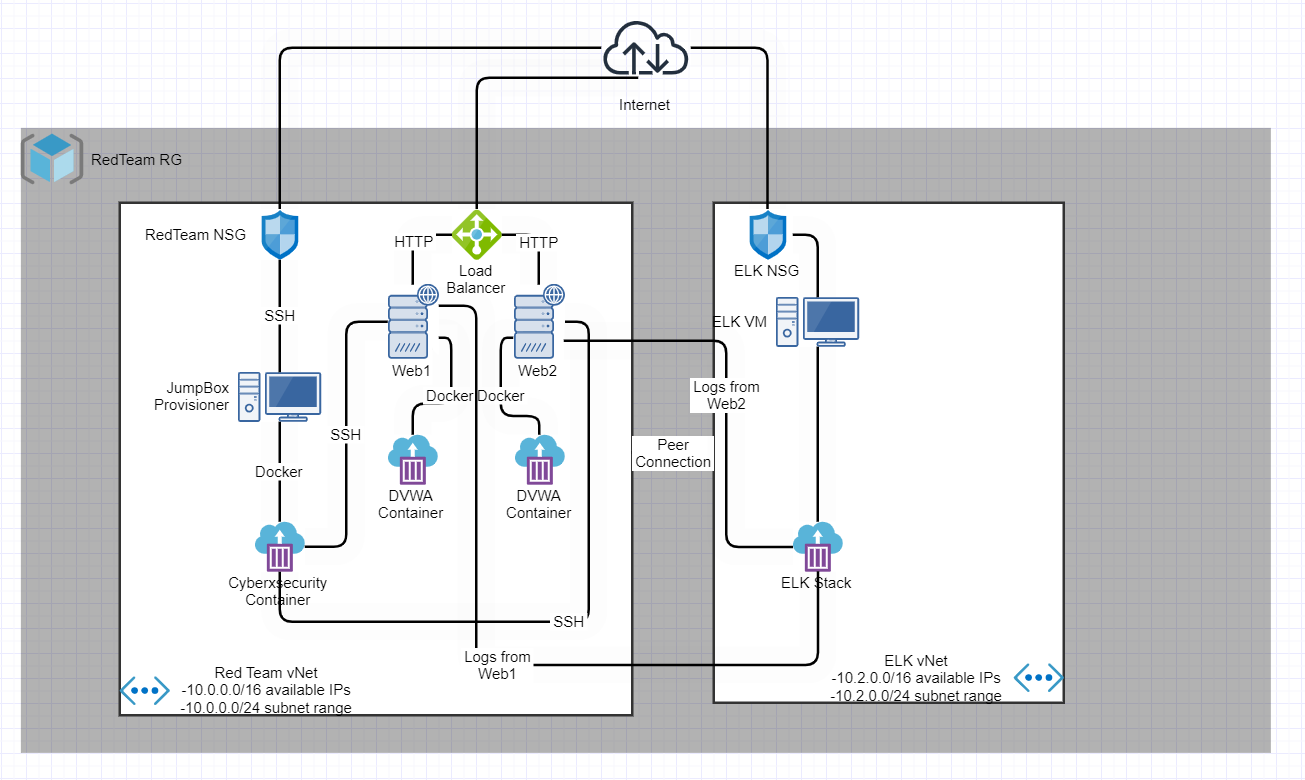 Internet
RedTeam RG
RedTeam NSG
HTTP
HTTP
Load
Balancer
ELK NSG
SSH
ELK VM
Web1
Web2
JumpBox
Provisioner
Docker
Docker
Logs from
Web2
SSH
Peer
Connection
Docker
DVWA
Container
DVWA
Container
Cyberxsecurity
Container
ELK Stack
SSH
Logs from
Web1
Red Team vNet
-10.0.0.0/16 available IPs
-10.0.0.0/24 subnet range
ELK vNet
-10.2.0.0/16 available IPs
-10.2.0.0/24 subnet range